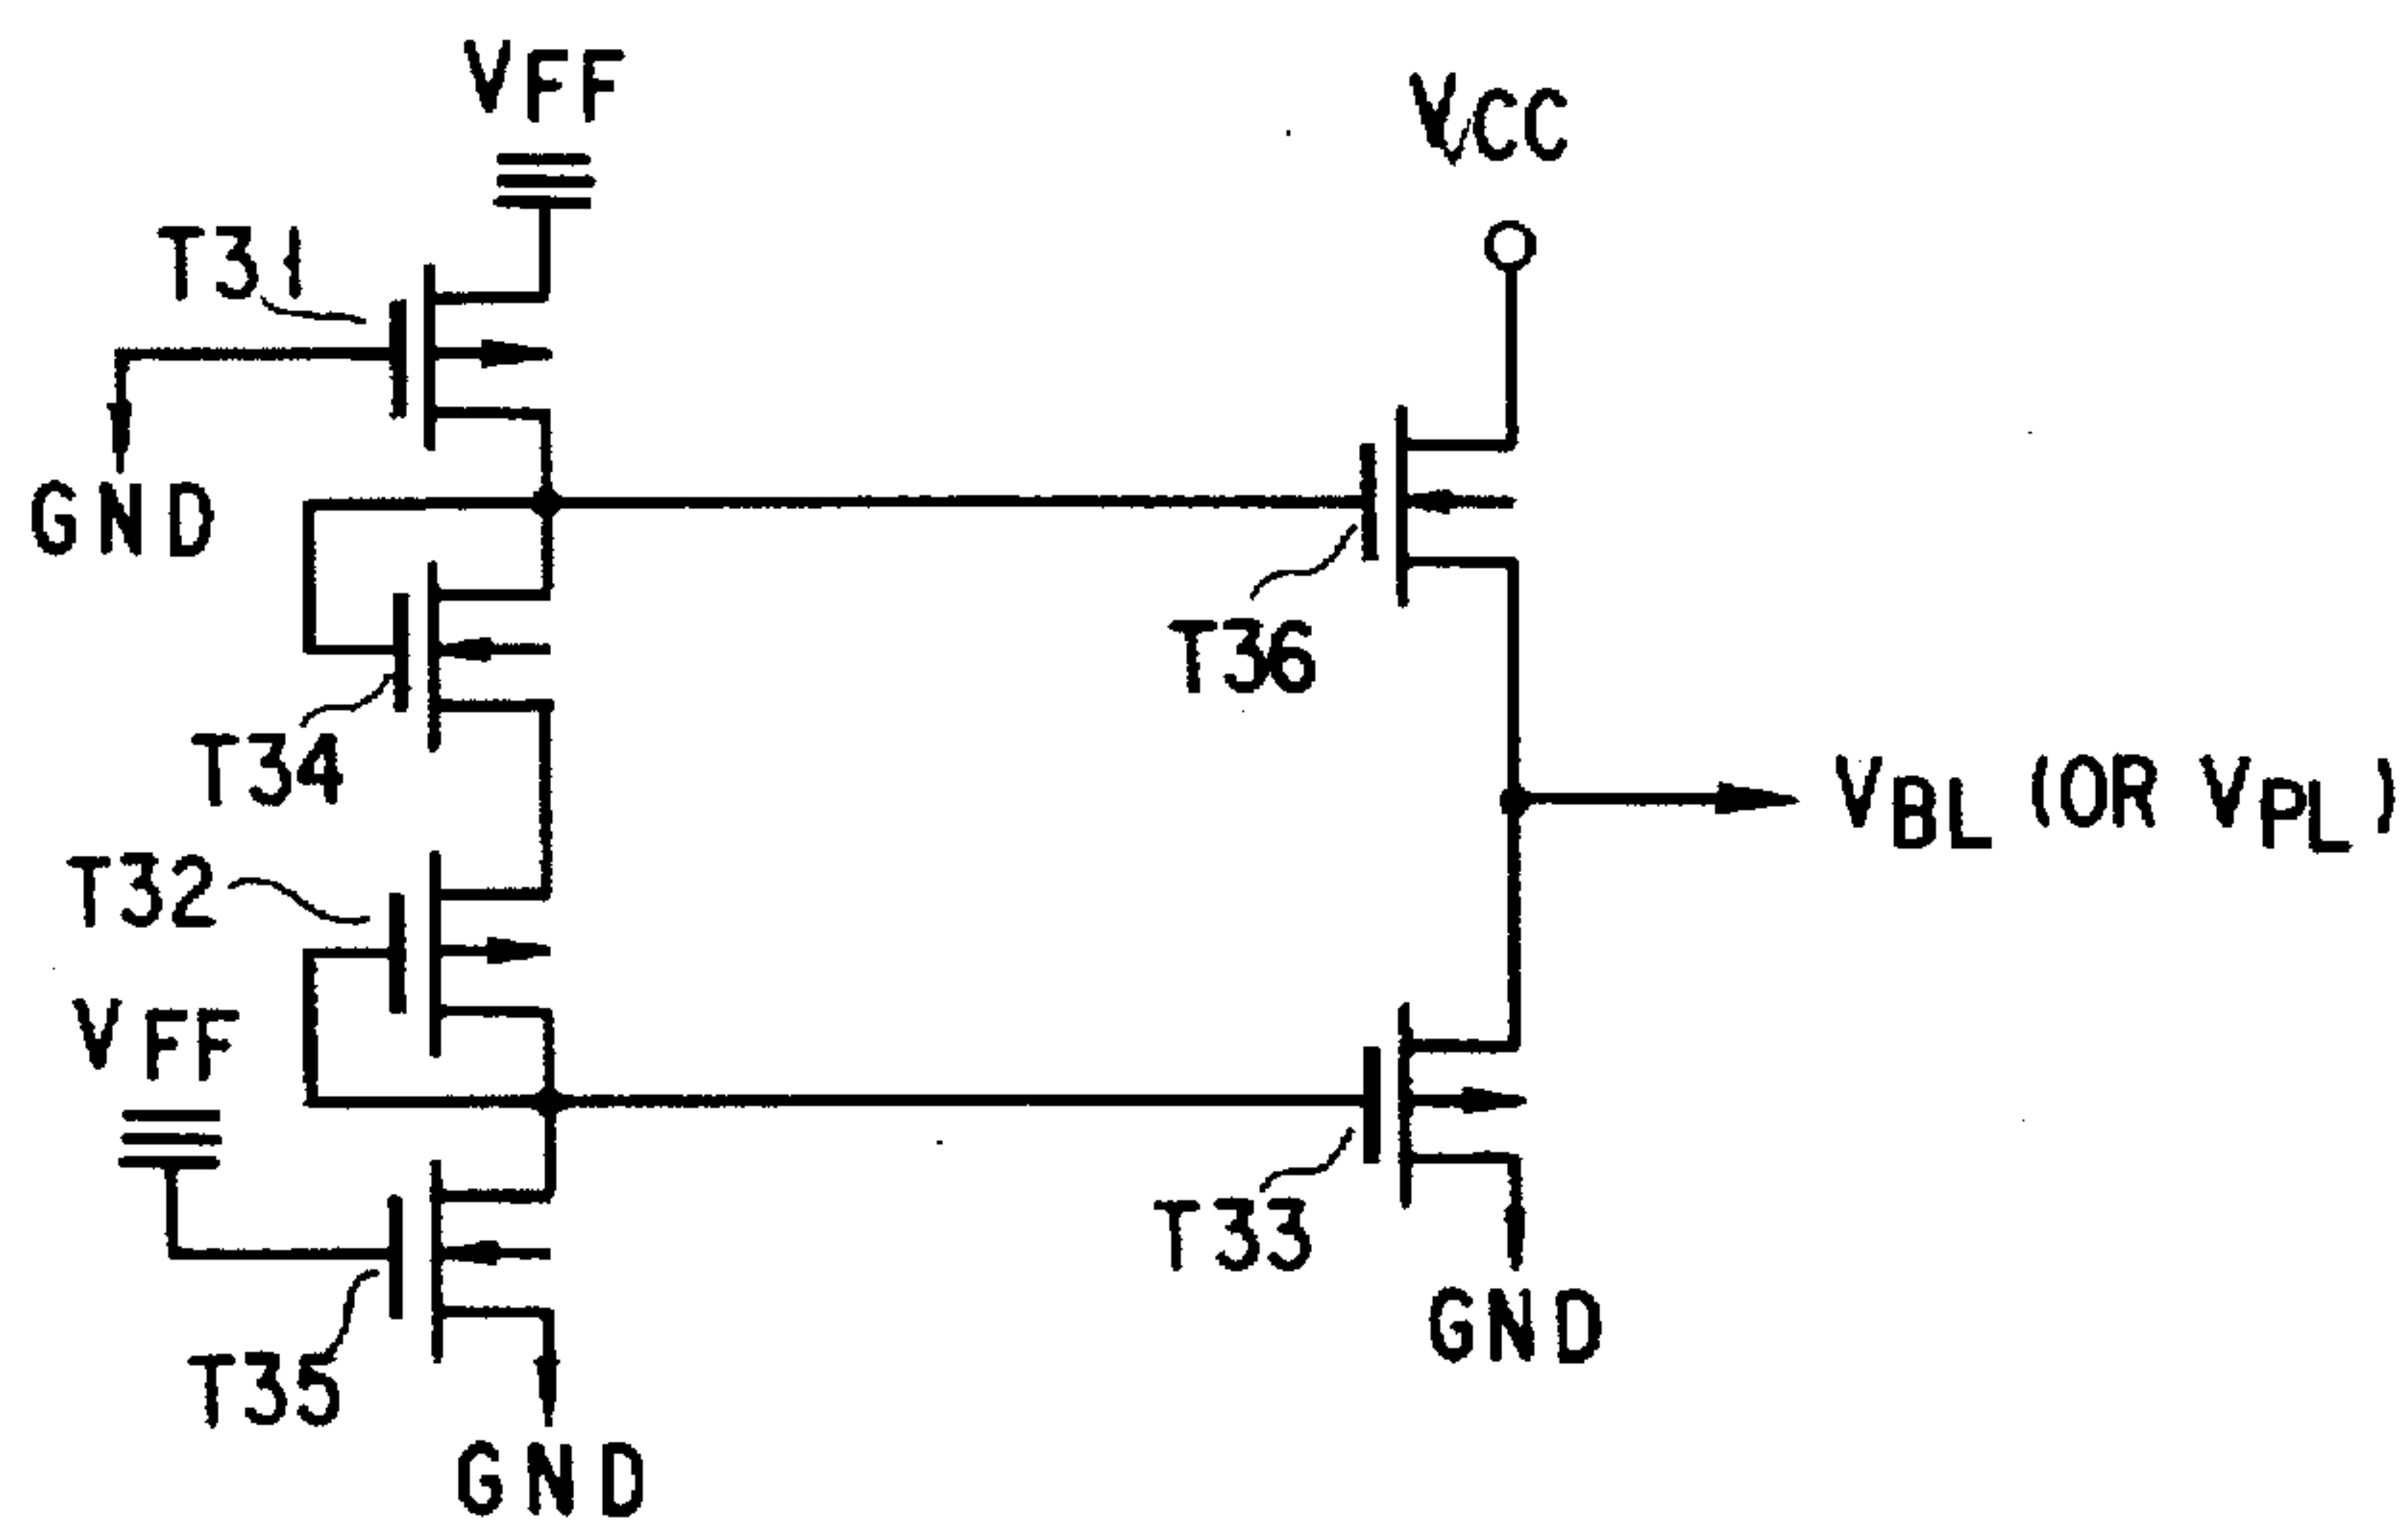 VFF
VCC
T31
GND
T36
T34
VBL (OR VPL)
T32
VFF
T33
GND
T35
GND